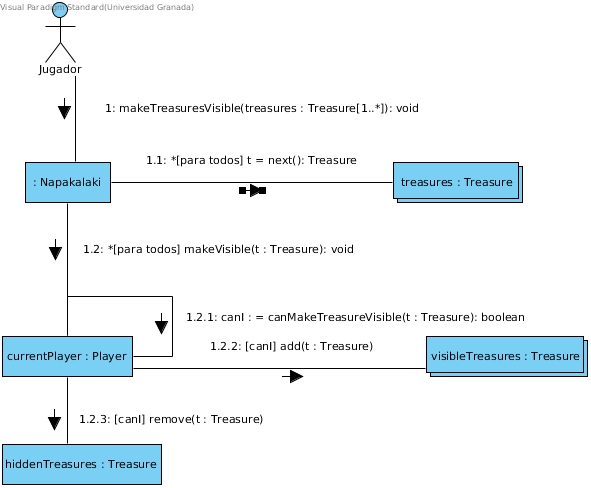 Visual Paradigm Standard(Universidad Granada)
Jugador
1: makeTreasuresVisible(treasures : Treasure[1..*]): void
1.1: *[para todos] t = next(): Treasure
: Napakalaki
treasures : Treasure
1.2: *[para todos] makeVisible(t : Treasure): void
1.2.1: canI : = canMakeTreasureVisible(t : Treasure): boolean
1.2.2: [canI] add(t : Treasure)
currentPlayer : Player
visibleTreasures : Treasure
1.2.3: [canI] remove(t : Treasure)
hiddenTreasures : Treasure